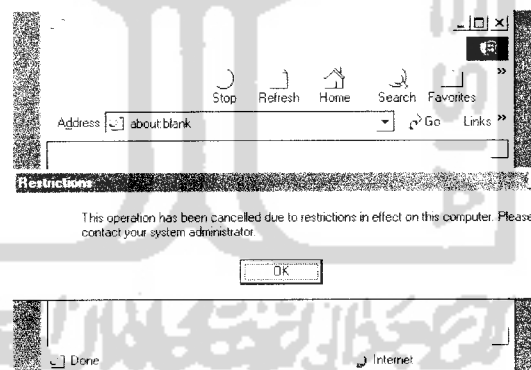 Stop Refresh Home Search Favorites »
Address about:blank Go Links »
Restrictions
This operation has been cancelled due to restrictions in effect on this computer. Please
contact your system administrator.
OK
Done Internet